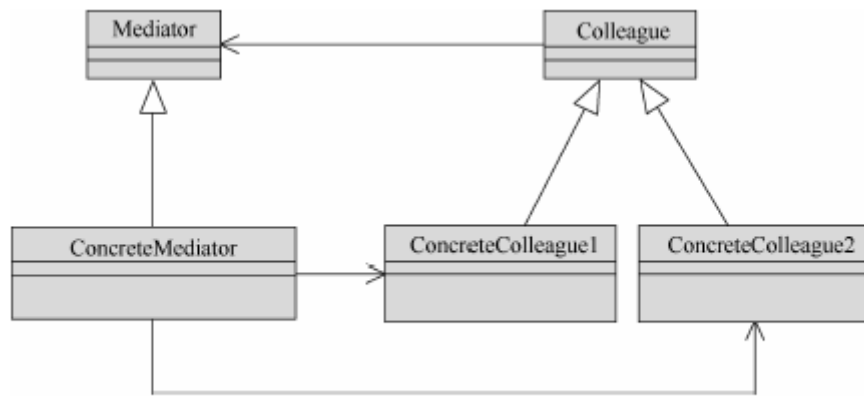 Mediator
Colleague
ConcreteMediator
ConcreteColleague1
ConcreteColleague2